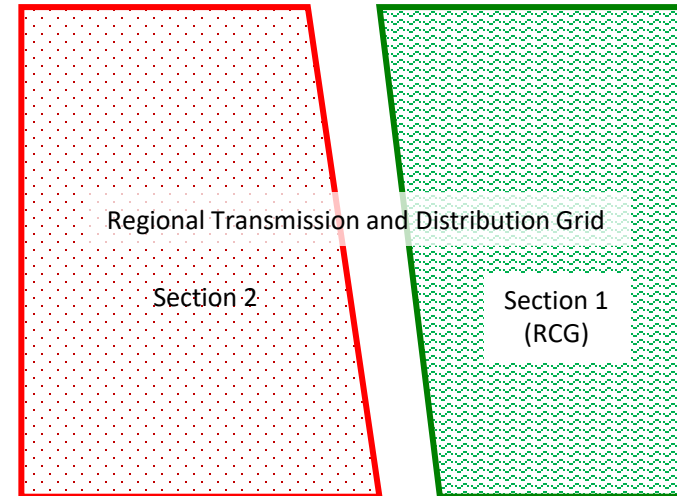 Regional Transmission and Distribution Grid
Section 2
Section 1
(RCG)